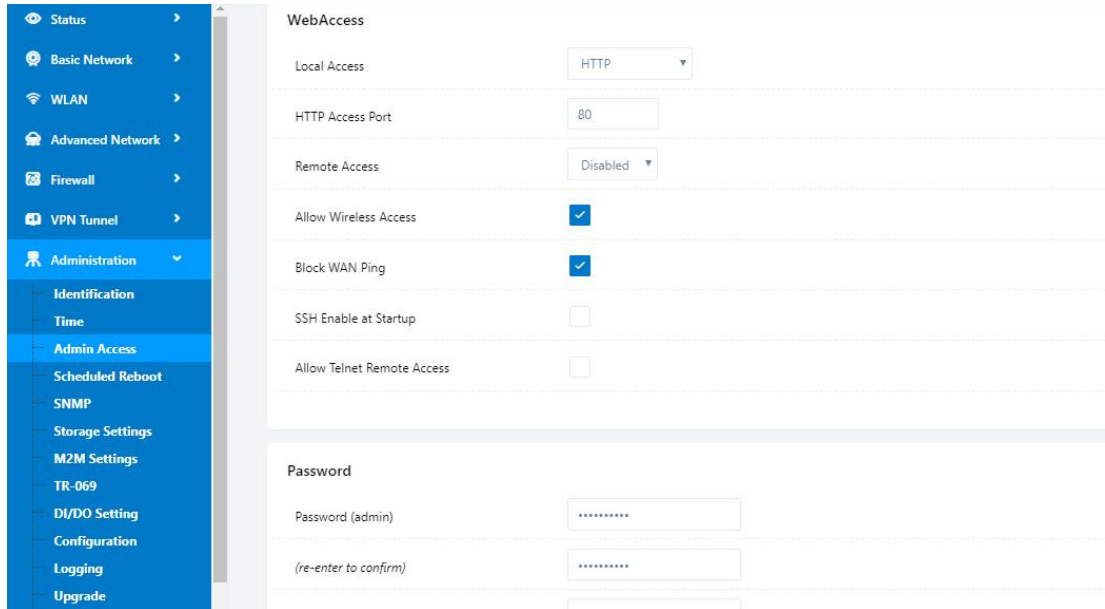 Status
Basic Network
WLAN
Advanced Network
Firewall
VPN Tunnel
Administration
Identification
Time
Admin Access
Scheduled Reboot
SNMP
Storage Settings
M2M Settings
TR-069
DI/DO Setting
Configuration
Logging
Upgrade
WebAccess
Local Access HTTP
HTTP Access Port 80
Remote Access Disabled
Allow Wireless Access
Block WAN Ping
SSH Enable at Startup
Allow Telnet Remote Access
Password
Password (admin) ••••••••••
(re-enter to confirm) ••••••••••